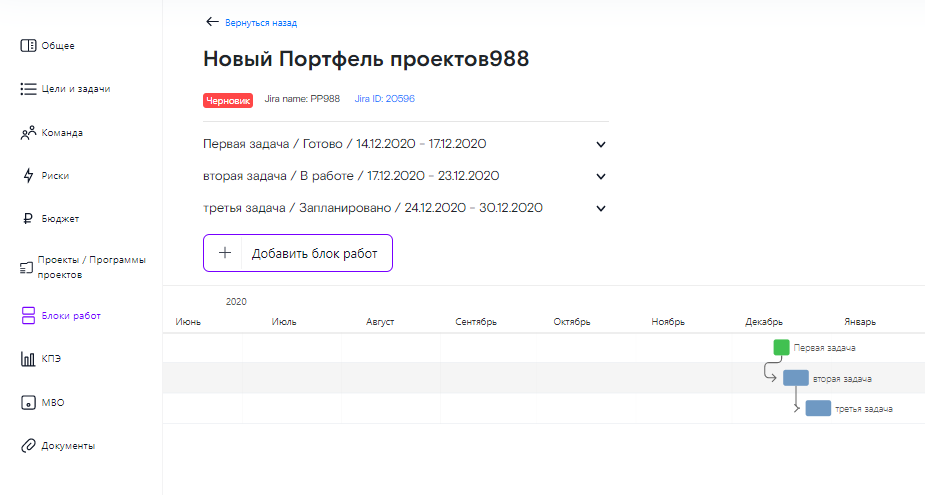 Вернуться назад
Новый Портфель проектов988
Черновик Jira name: PP988 Jira ID: 20596
Общее
Цели и задачи
Команда
Риски
Бюджет
Проекты / Программы
проектов
Блоки работ
КПЭ
МВО
Документы
Первая задача / Готово / 14.12.2020 - 17.12.2020
вторая задача / В работе / 17.12.2020 - 23.12.2020
третья задача / Запланировано / 24.12.2020 - 30.12.2020
Добавить блок работ
2020
Июнь Июль Август Сентябрь Октябрь Ноябрь Декабрь Январь
Первая задача
вторая задача
третья задача